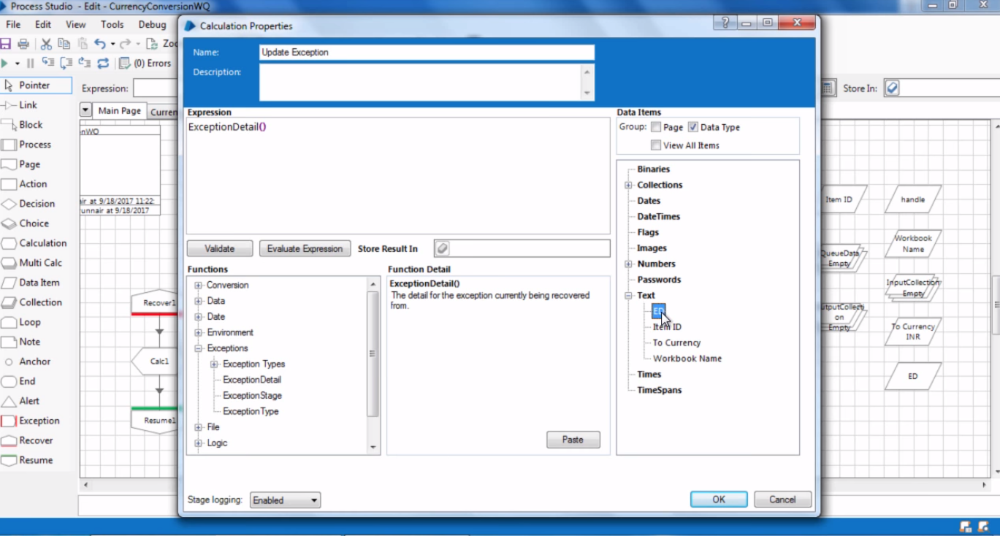 Process Studio - Edit - CurrencyConversionWQ
File Edit View Tools Debug
(0) Errors
Expression:
Store In:
Main Page
Pointer
Link
Block
Process
Page
Action
Decision
Choice
Calculation
Multi Calc
Data Item
Collection
Loop
Note
Anchor
End
Alert
Exception
Recover
Resume
air at 9/18/2017 11:22:
unnair at 9/18/2017
Recover1
Calc1
Resume1
Calculation Properties
Name: Update Exception
Description:
Expression
ExceptionDetail()
Validate Evaluate Expression Store Result In
Functions
Conversion
Data
Date
Environment
Exceptions
Exception Types
ExceptionDetail
ExceptionStage
ExceptionType
File
Logic
Function Detail
ExceptionDetail()
The detail for the exception currently being recovered
from.
Paste
Data Items
Group: Page Data Type
View All Items
Binaries
Collections
Dates
DateTimes
Flags
Images
Numbers
Passwords
Text
ED
Item ID
To Currency
Workbook Name
Times
TimeSpans
Stage logging: Enabled
OK Cancel
Item ID
handle
QueueData
Empty
Workbook
Name
InputCollection
Empty
utputCollecti
on
Empty
To Currency
INR
ED